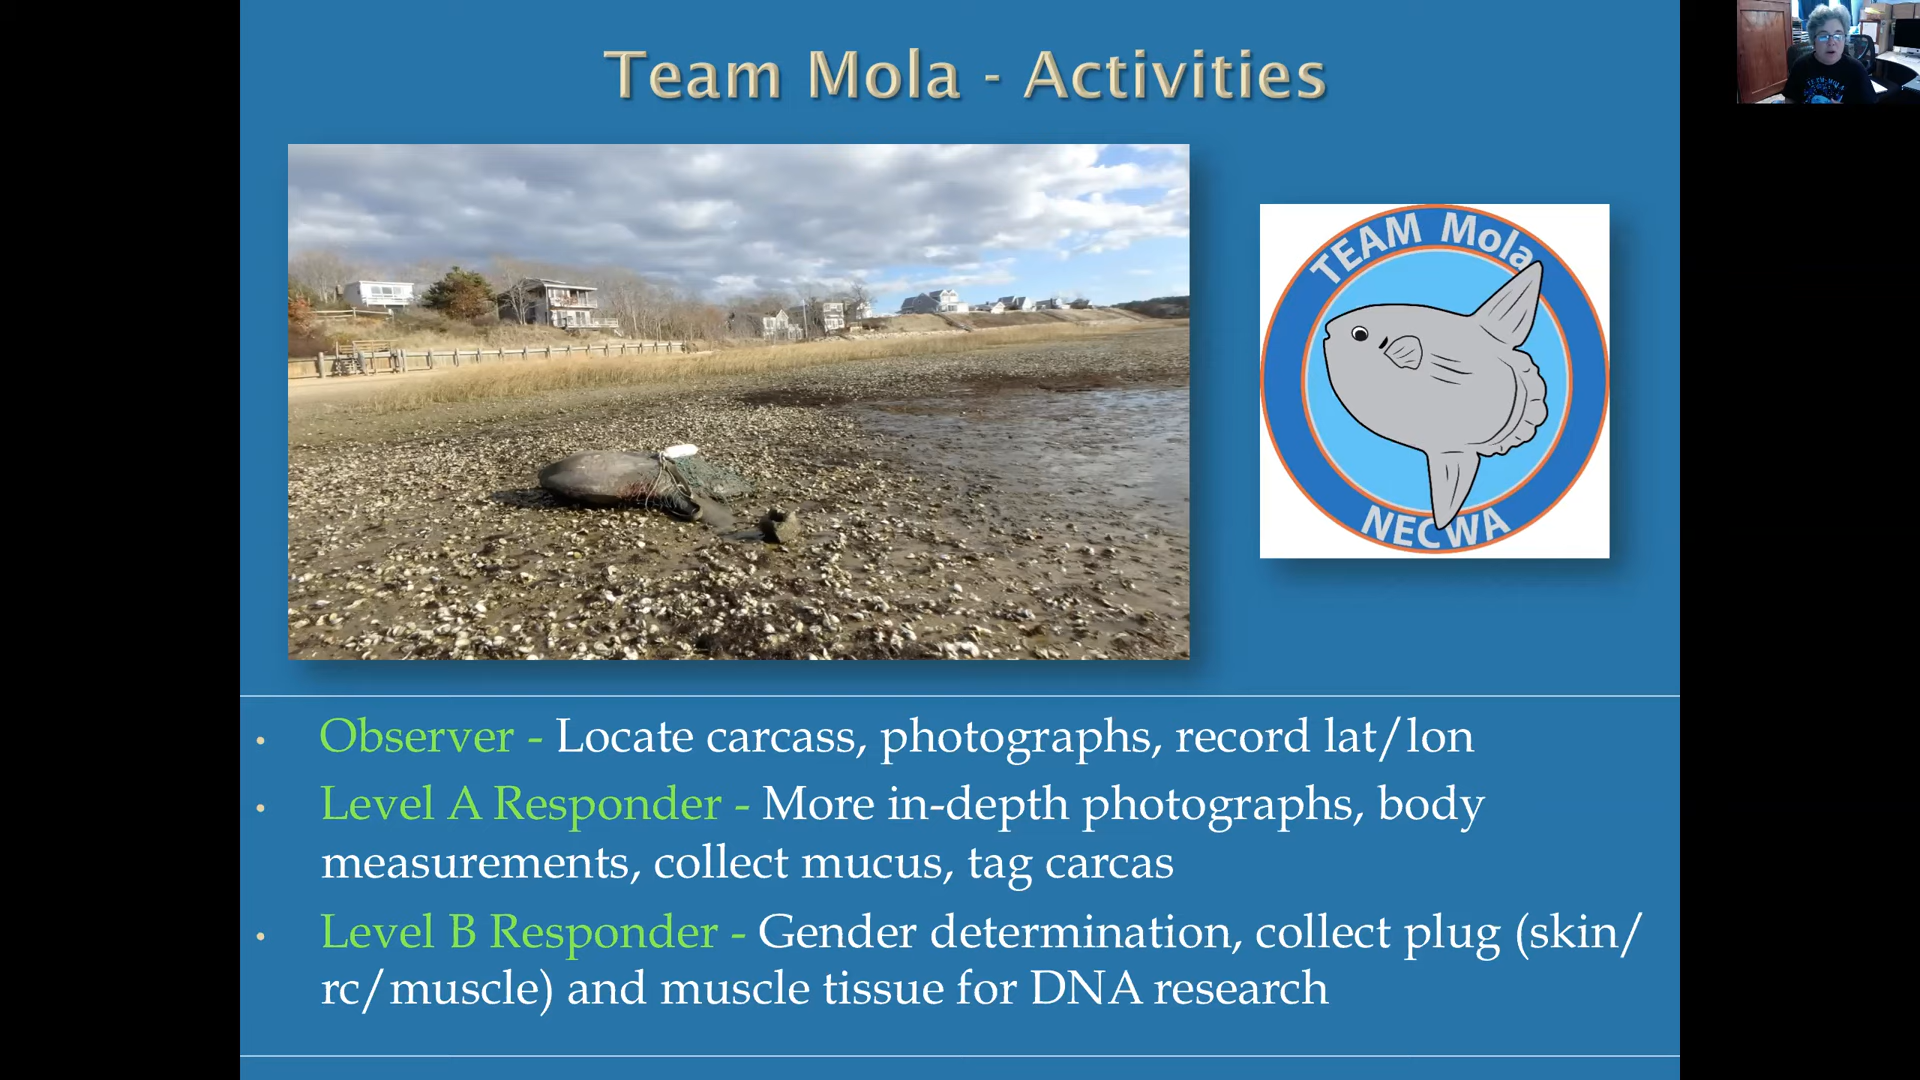 Team Mola - Activities
TEAM Mola
NECWA
• Observer - Locate carcass, photographs, record lat/lon
• Level A Responder - More in-depth photographs, body
measurements, collect mucus, tag carcas
• Level B Responder - Gender determination, collect plug (skin/
rc/muscle) and muscle tissue for DNA research